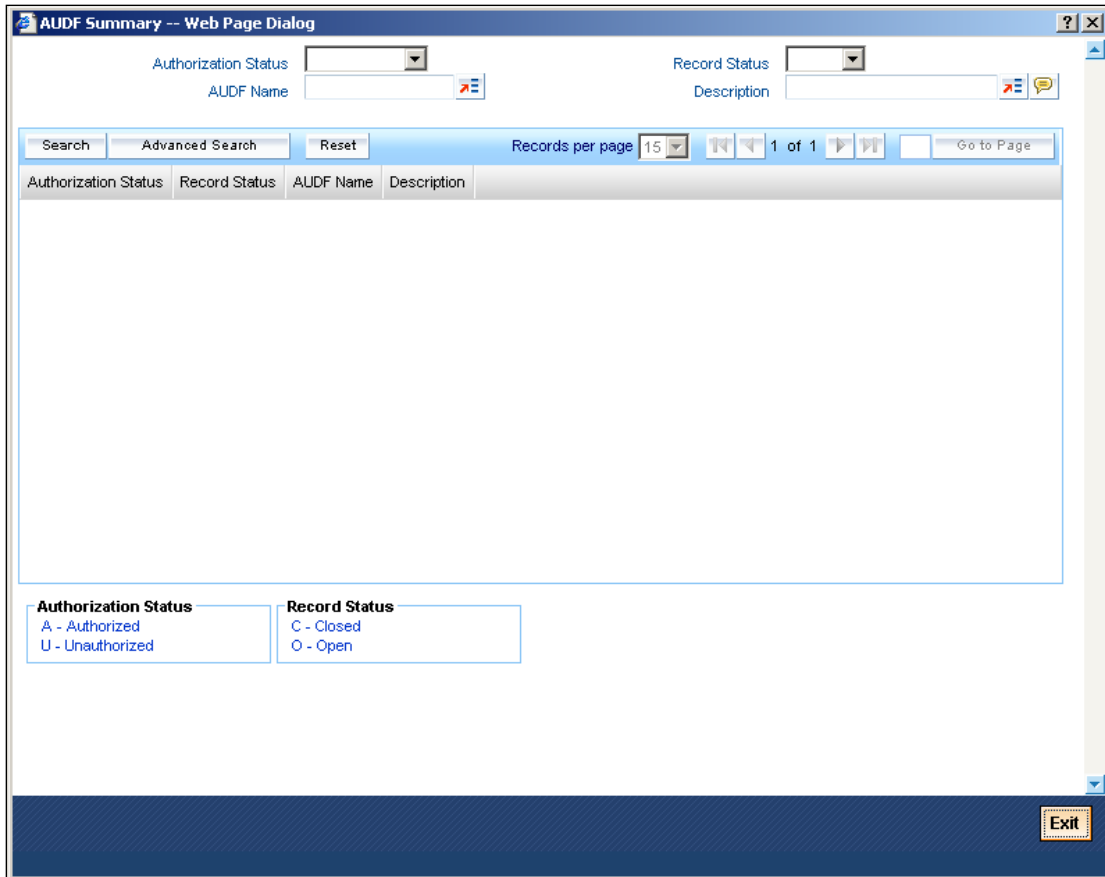 AUDF Summary -- Web Page Dialog
Authorization Status
Record Status
AUDF Name
Description
Search
Advanced Search
Reset
Records per page 15
1 of 1
Go to Page
Authorization Status Record Status AUDF Name Description
Authorization Status
A - Authorized
U - Unauthorized
Record Status
C - Closed
O - Open
Exit